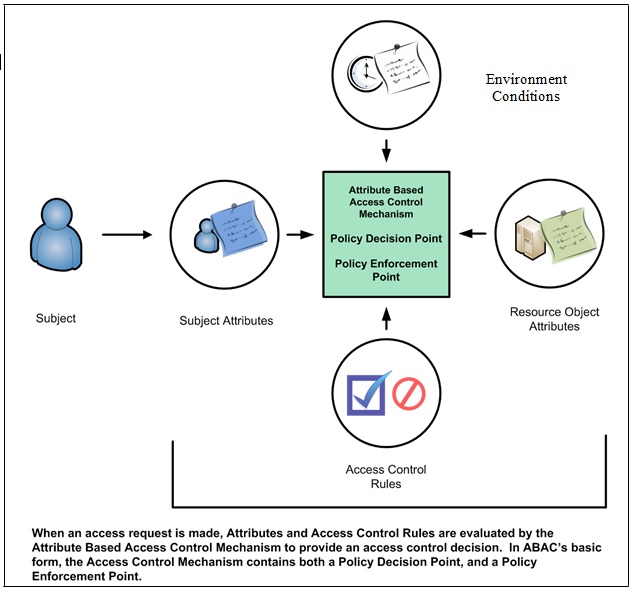 Environment
Conditions
Attribute Based
Access Control
Mechanism
Policy Decision Point
Policy Enforcement
Point
Subject
Subject Attributes
Resource Object
Attributes
Access Control
Rules
When an access request is made, Attributes and Access Control Rules are evaluated by the
Attribute Based Access Control Mechanism to provide an access control decision.  In ABAC's basic
form, the Access Control Mechanism contains both a Policy Decision Point, and a Policy
Enforcement Point.